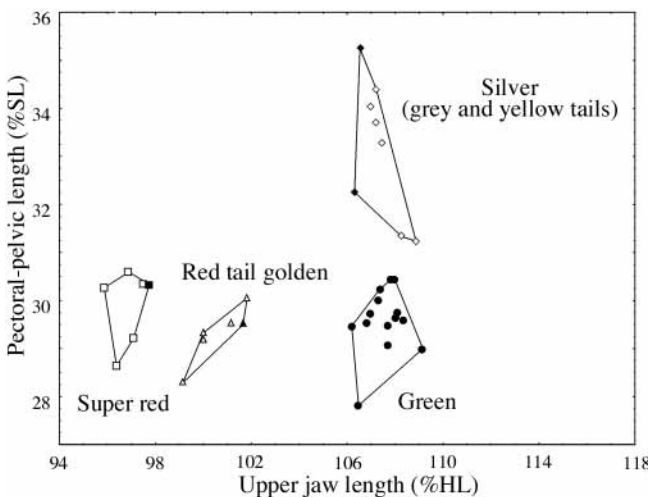 36
34
32
30
28
Pectoral-pelvic length (%SL)
Silver
(grey and yellow tails)
Red tail golden
Super red
Green
94
98
102
106
110
114
118
Upper jaw length (%HL)